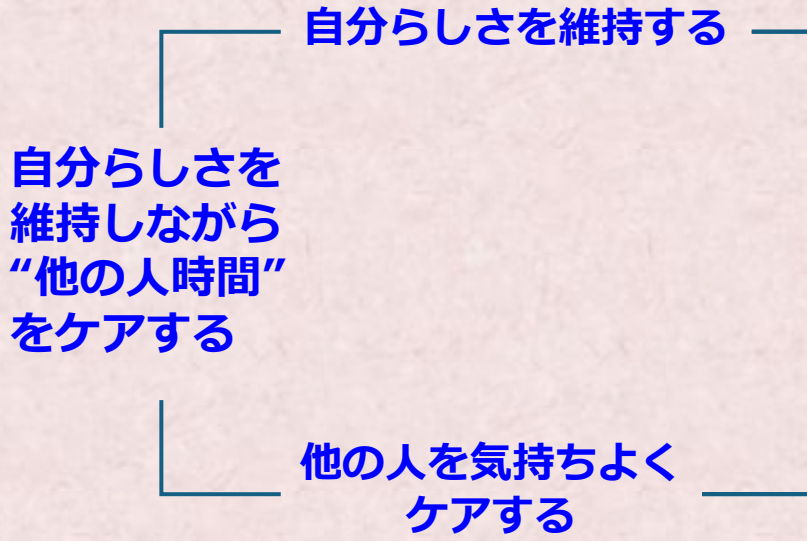 自分らしさを維持する
自分らしさを
維持しながら
“他の人時間”
をケアする
他の人を気持ちよく
ケアする